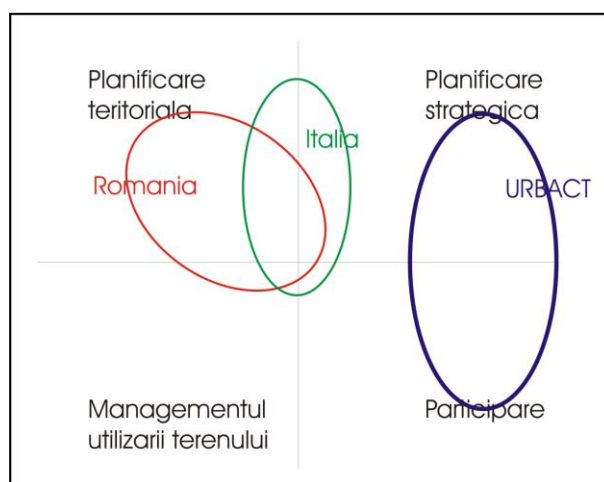 Planificare
teritoriala
Planificare
strategica
Italia
Romania
URBACT
Managementul
utilizarii terenului
Participare